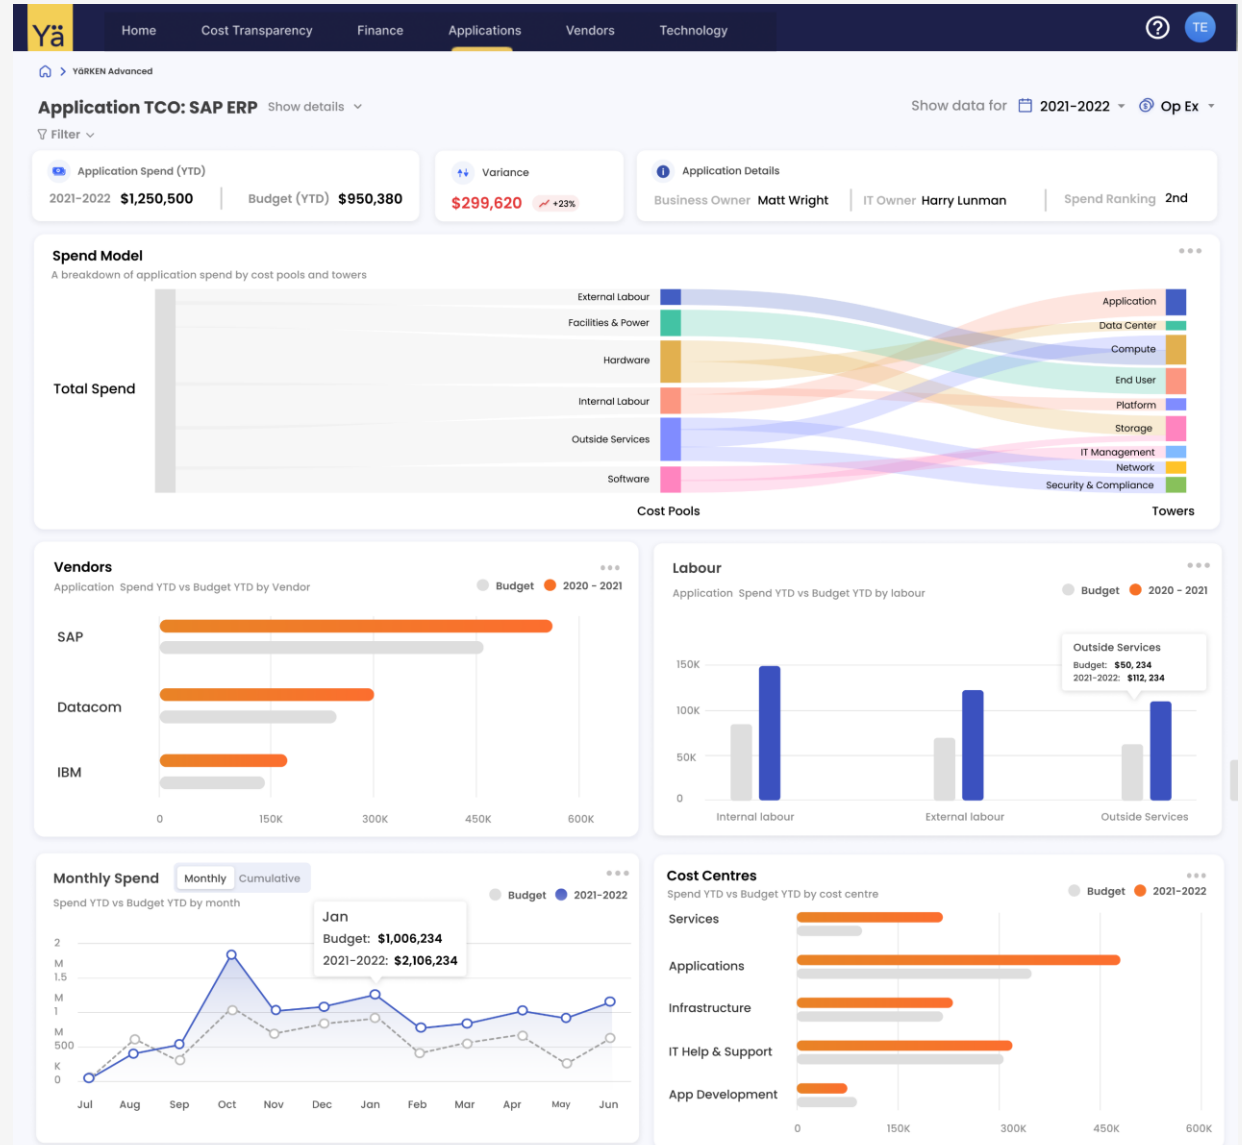 Yä
Home Cost Transparency Finance Applications Vendors Technology
? TE
YäRKEN Advanced
Application TCO: SAP ERP Show details
Show data for 2021-2022 $ Op Ex
Filter
Application Spend (YTD)
2021-2022 $1,250,500 Budget (YTD) $950,380
Variance
$299,620 +23%
i Application Details
Business Owner Matt Wright IT Owner Harry Lunman Spend Ranking 2nd
Spend Model
A breakdown of application spend by cost pools and towers
Total Spend
External Labour
Facilities & Power
Hardware
Internal Labour
Outside Services
Software
Cost Pools
Application
Data Center
Compute
End User
Platform
Storage
IT Management
Network
Security & Compliance
Towers
Vendors
Application Spend YTD vs Budget YTD by Vendor
Budget 2020 - 2021
SAP
Datacom
IBM
0 150K 300K 450K 600K
Labour
Application Spend YTD vs Budget YTD by labour
Budget 2020 - 2021
Outside Services
Budget: $50, 234
2021-2022: $112, 234
150K
100K
50K
0
Internal labour External labour Outside Services
Monthly Spend Monthly Cumulative
Spend YTD vs Budget YTD by month
Budget 2021-2022
Jan
Budget: $1,006,234
2021-2022: $2,106,234
2
M
1.5
M
1
M
500
K
0
Jul Aug Sep Oct Nov Dec Jan Feb Mar Apr May Jun
Cost Centres
Spend YTD vs Budget YTD by cost centre
Budget 2021-2022
Services
Applications
Infrastructure
IT Help & Support
App Development
0 150K 300K 450K 600K